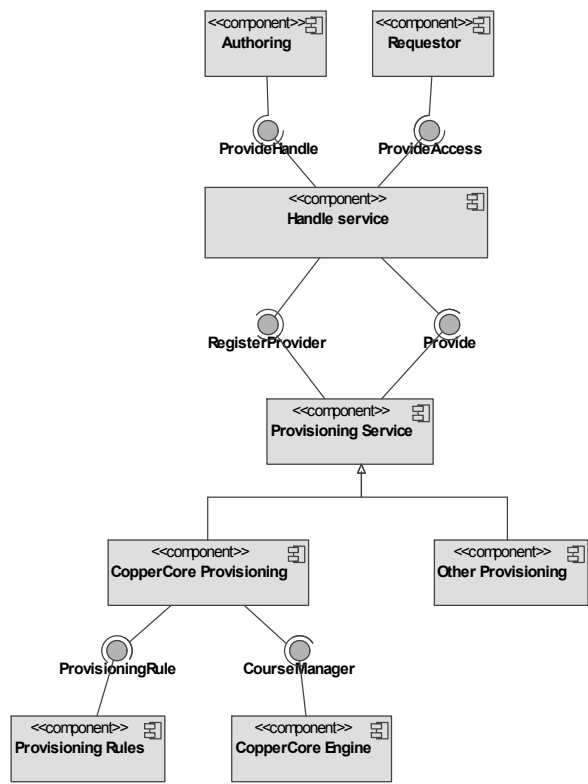 <<component>>
Authoring
<<component>>
Requestor
ProvideHandle
ProvideAccess
<<component>>
Handle service
RegisterProvider
Provide
<<component>>
Provisioning Service
<<component>>
CopperCore Provisioning
<<component>>
Other Provisioning
ProvisioningRule
CourseManager
<<component>>
Provisioning Rules
<<component>>
CopperCore Engine